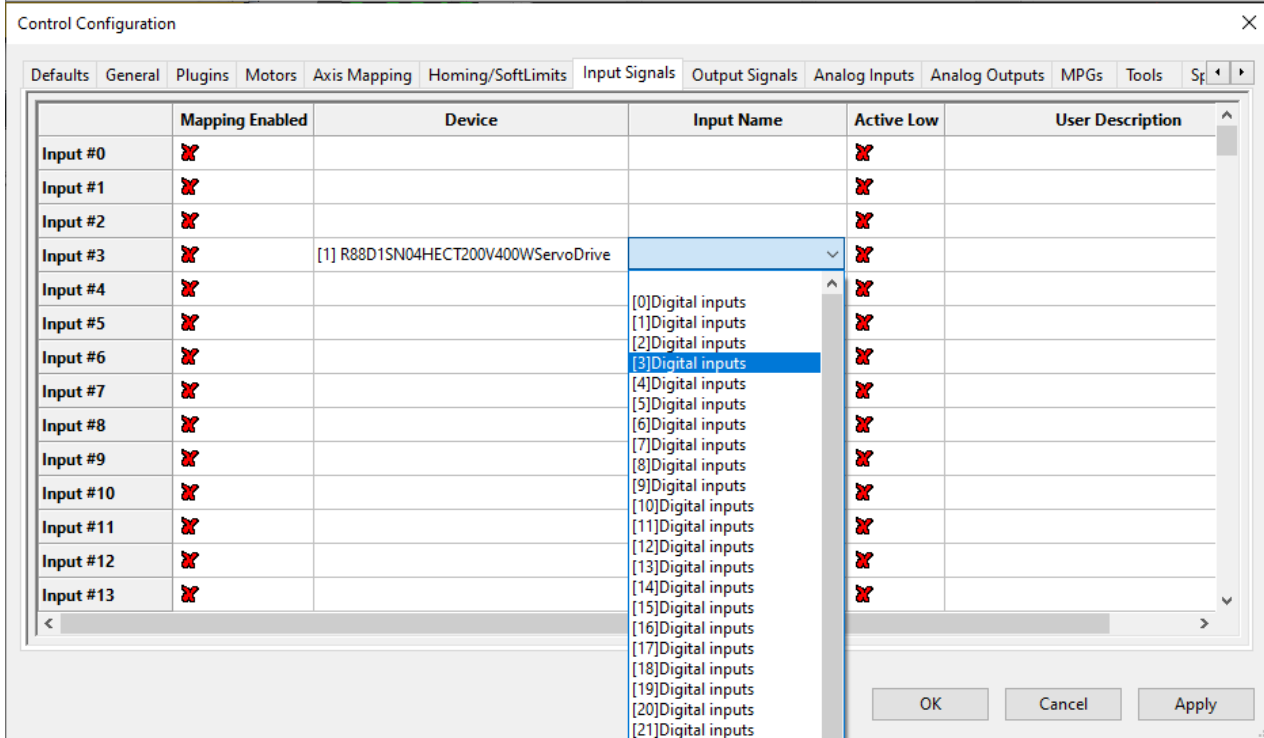 Control Configuration
Defaults General Plugins Motors Axis Mapping Homing/SoftLimits Input Signals Output Signals Analog Inputs Analog Outputs MPGs Tools
Mapping Enabled Device Input Name Active Low User Description
Input #0
Input #1
Input #2
Input #3 [1] R88D1SN04HECT200V400WServoDrive
Input #4
[0]Digital inputs
Input #5 [1]Digital inputs
[2]Digital inputs
Input #6 [3]Digital inputs
[4]Digital inputs
Input #7
[5]Digital inputs
Input #8 [6]Digital inputs
[7]Digital inputs
Input #9 [8]Digital inputs
[9]Digital inputs
Input #10 [10]Digital inputs
Input #11 [11]Digital inputs
[12]Digital inputs
Input #12 [13]Digital inputs
[14]Digital inputs
Input #13 [15]Digital inputs
[16]Digital inputs
[17]Digital inputs
[18]Digital inputs
[19]Digital inputs
[20]Digital inputs
[21]Digital inputs
OK Cancel Apply